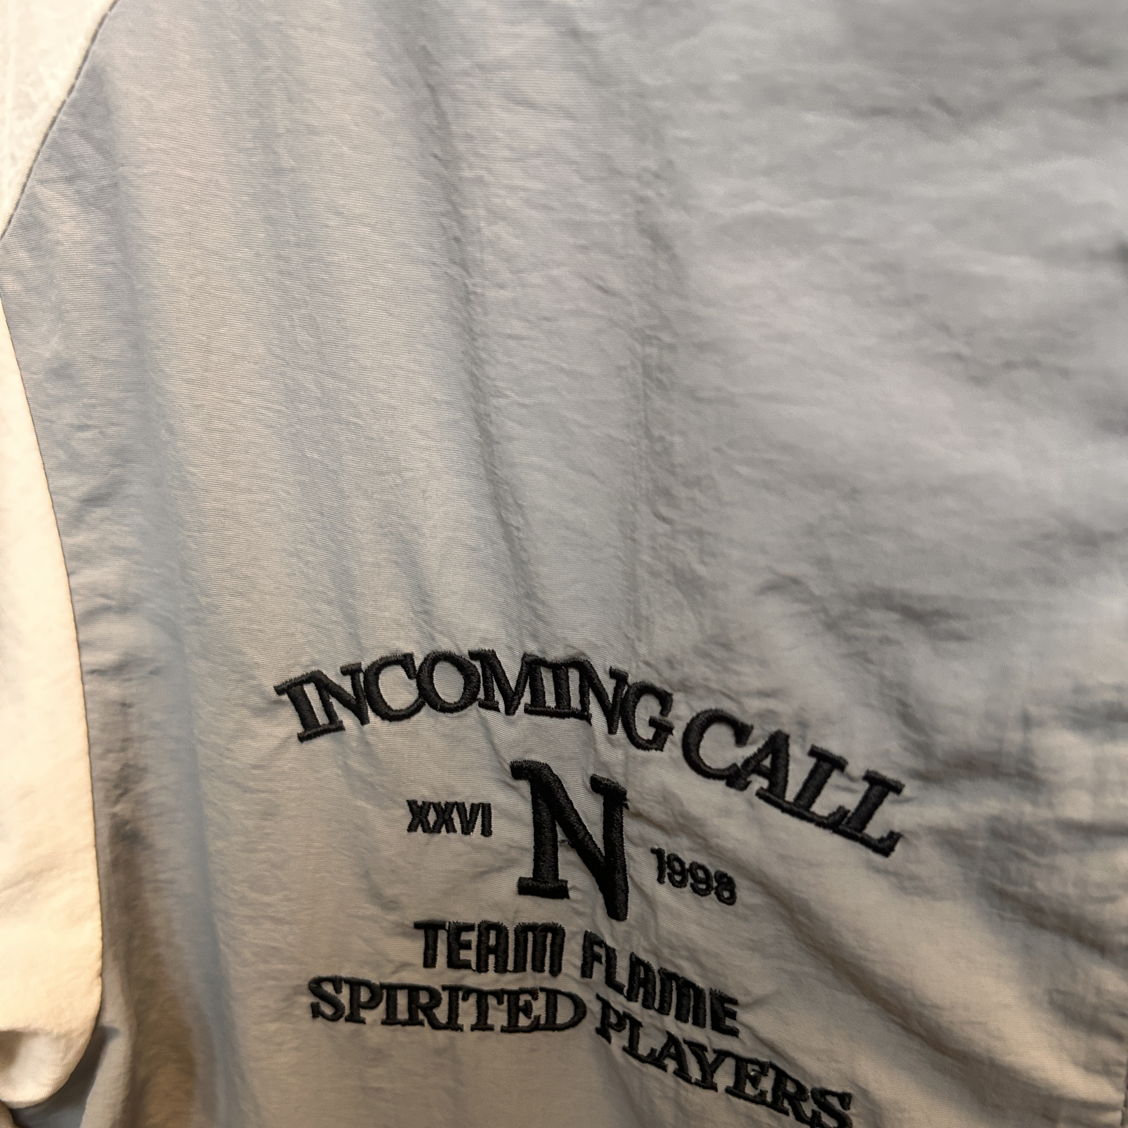 INCOMING CALL
XXVI N 1998
TEAM FLAME
SPIRITED PLAYERS